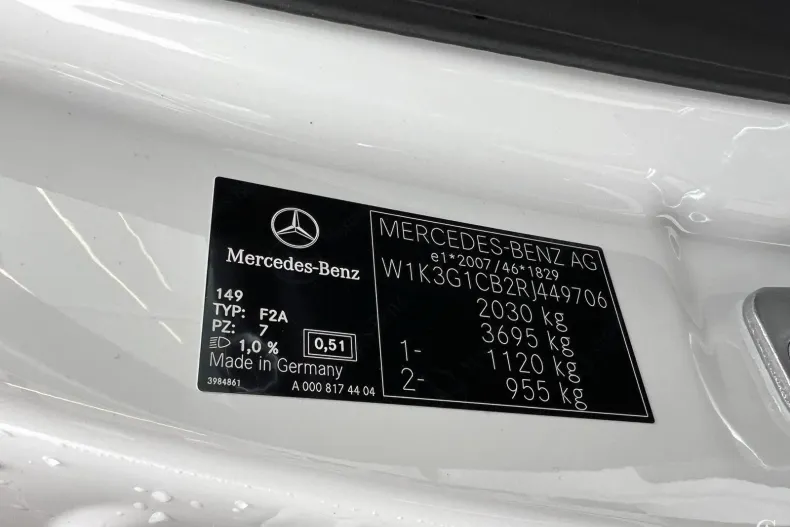 Mercedes-Benz
149
TYP: F2A
PZ: 7
1,0 %
0,51
Made in Germany
3984861
A 000 817 44 04
MERCEDES-BENZ AG
e1*2007/46*1829
W1K3G1CB2RJ449706
2030 kg
3695 kg
1- 1120 kg
2- 955 kg